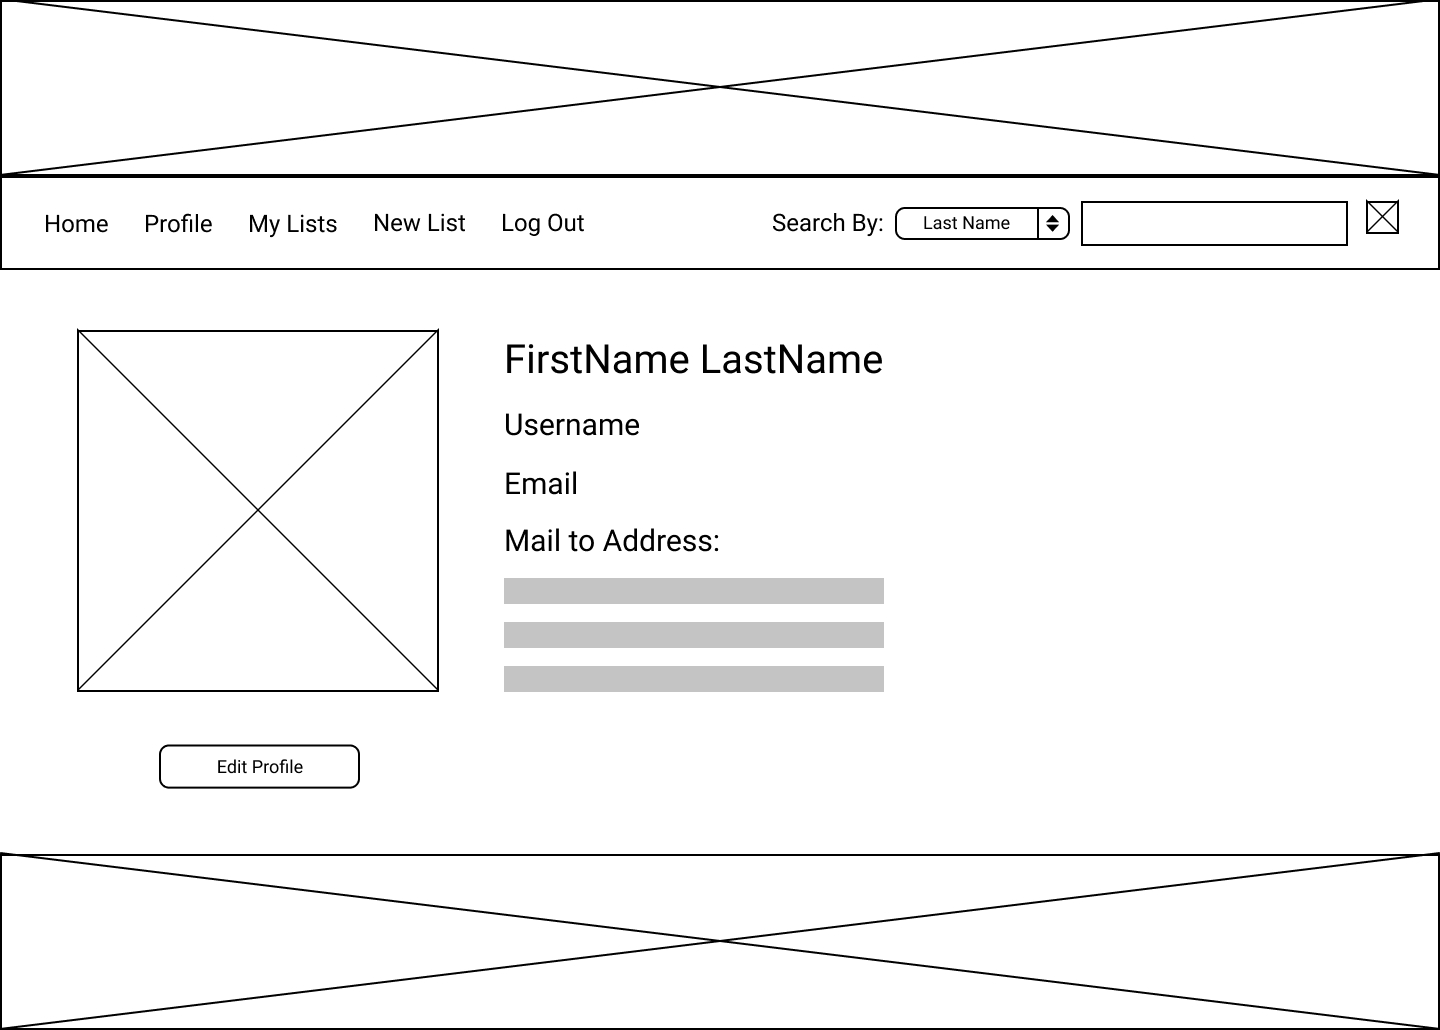 Home Profile My Lists New List Log Out Search By: Last Name
FirstName LastName
Username
Email
Mail to Address:
Edit Profile